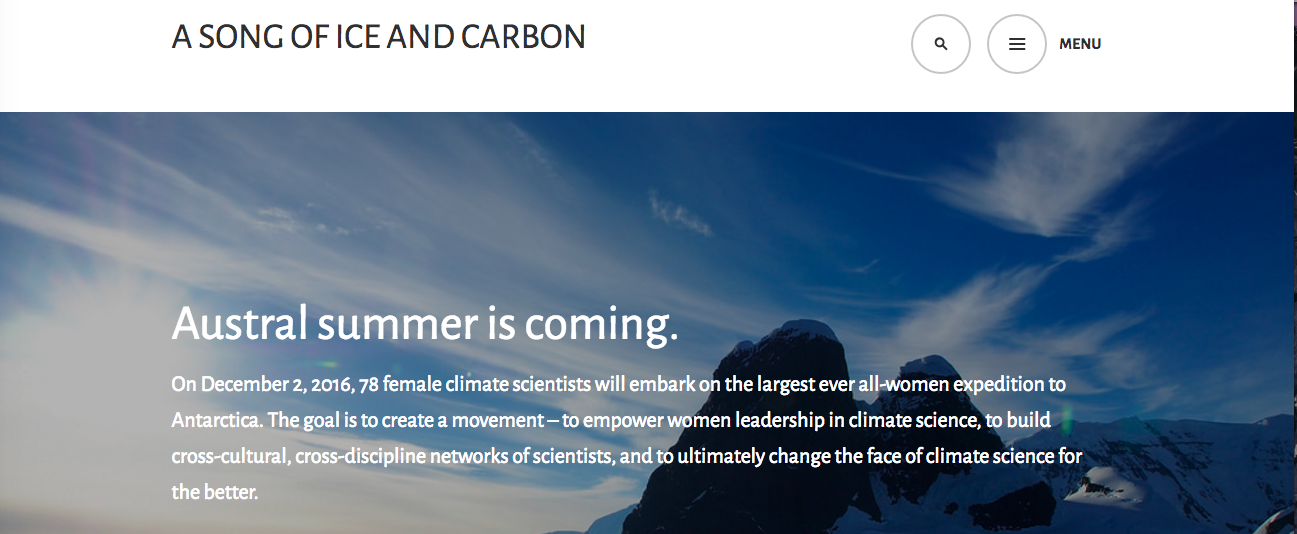 A SONG OF ICE AND CARBON
MENU
Austral summer is coming.
On December 2, 2016, 78 female climate scientists will embark on the largest ever all-women expedition to
Antarctica. The goal is to create a movement – to empower women leadership in climate science, to build
cross-cultural, cross-discipline networks of scientists, and to ultimately change the face of climate science for
the better.